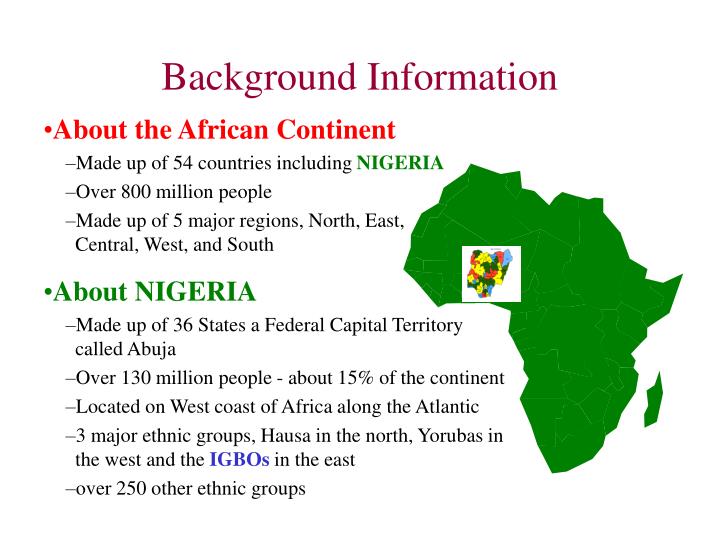 Background Information
•About the African Continent
–Made up of 54 countries including NIGERIA
–Over 800 million people
–Made up of 5 major regions, North, East,
Central, West, and South
•About NIGERIA
–Made up of 36 States a Federal Capital Territory
called Abuja
–Over 130 million people - about 15% of the continent
–Located on West coast of Africa along the Atlantic
–3 major ethnic groups, Hausa in the north, Yorubas in
the west and the IGBOs in the east
–over 250 other ethnic groups